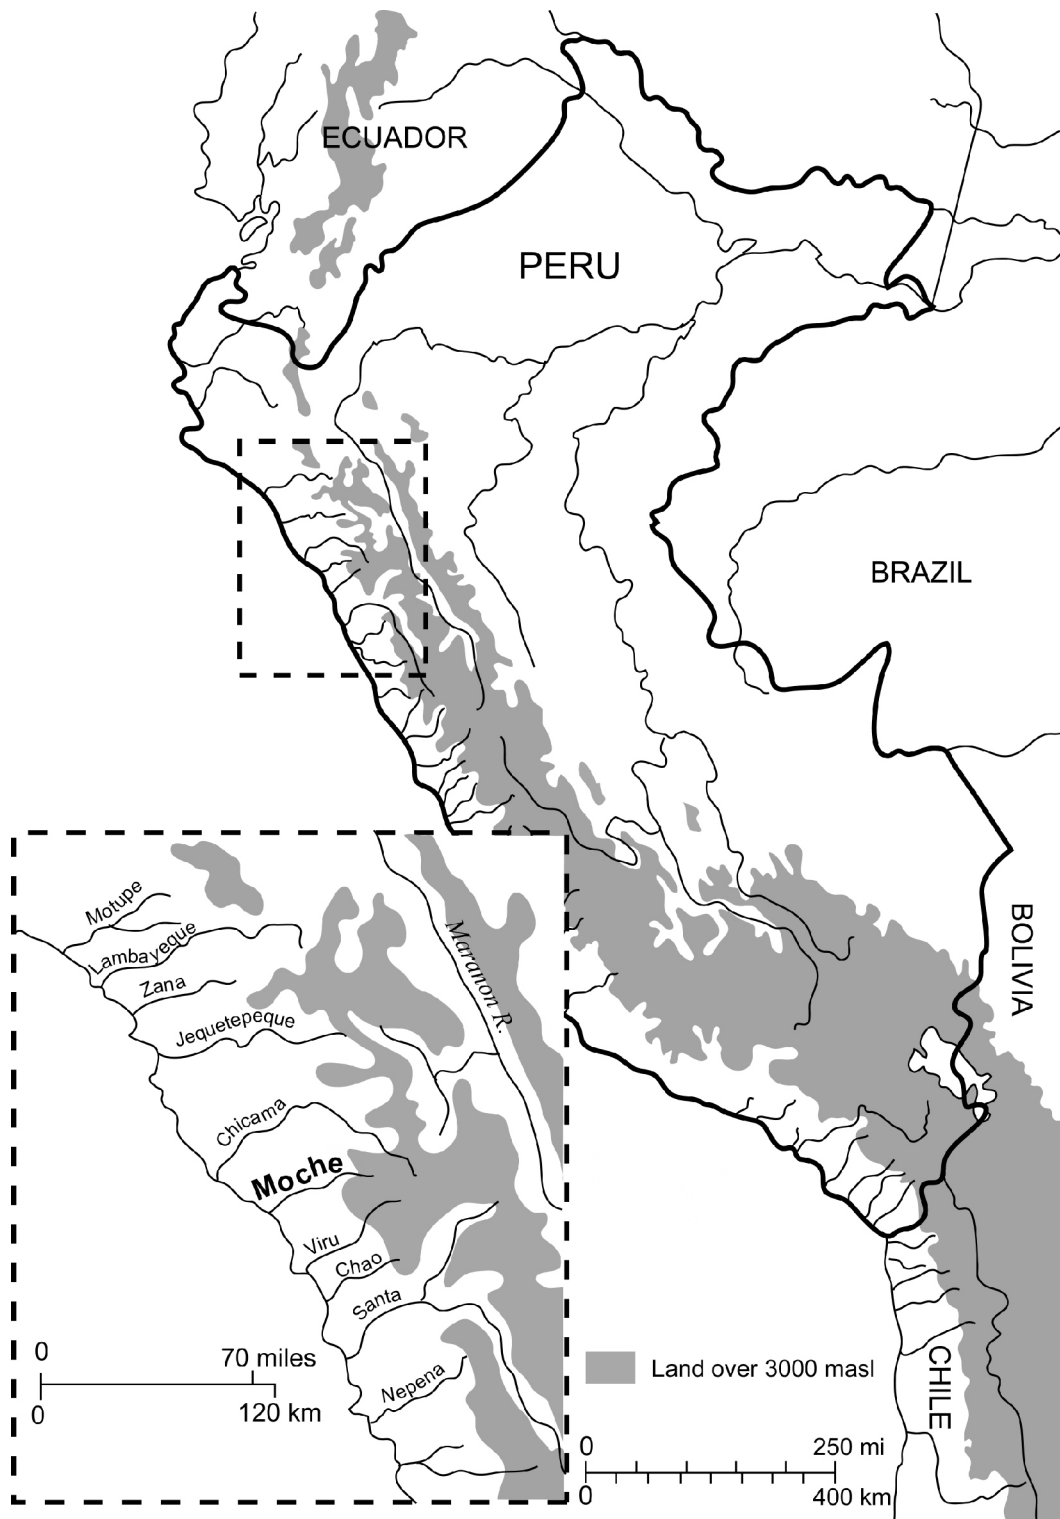 ECUADOR
PERU
BRAZIL
BOLIVIA
CHILE
Motupe
Lambayeque
Zana
Jequetepeque
Maranon R.
Chicama
Moche
Viru
Chao
Santa
Nepena
0 70 miles
0 120 km
Land over 3000 masl
0 250 mi
0 400 km